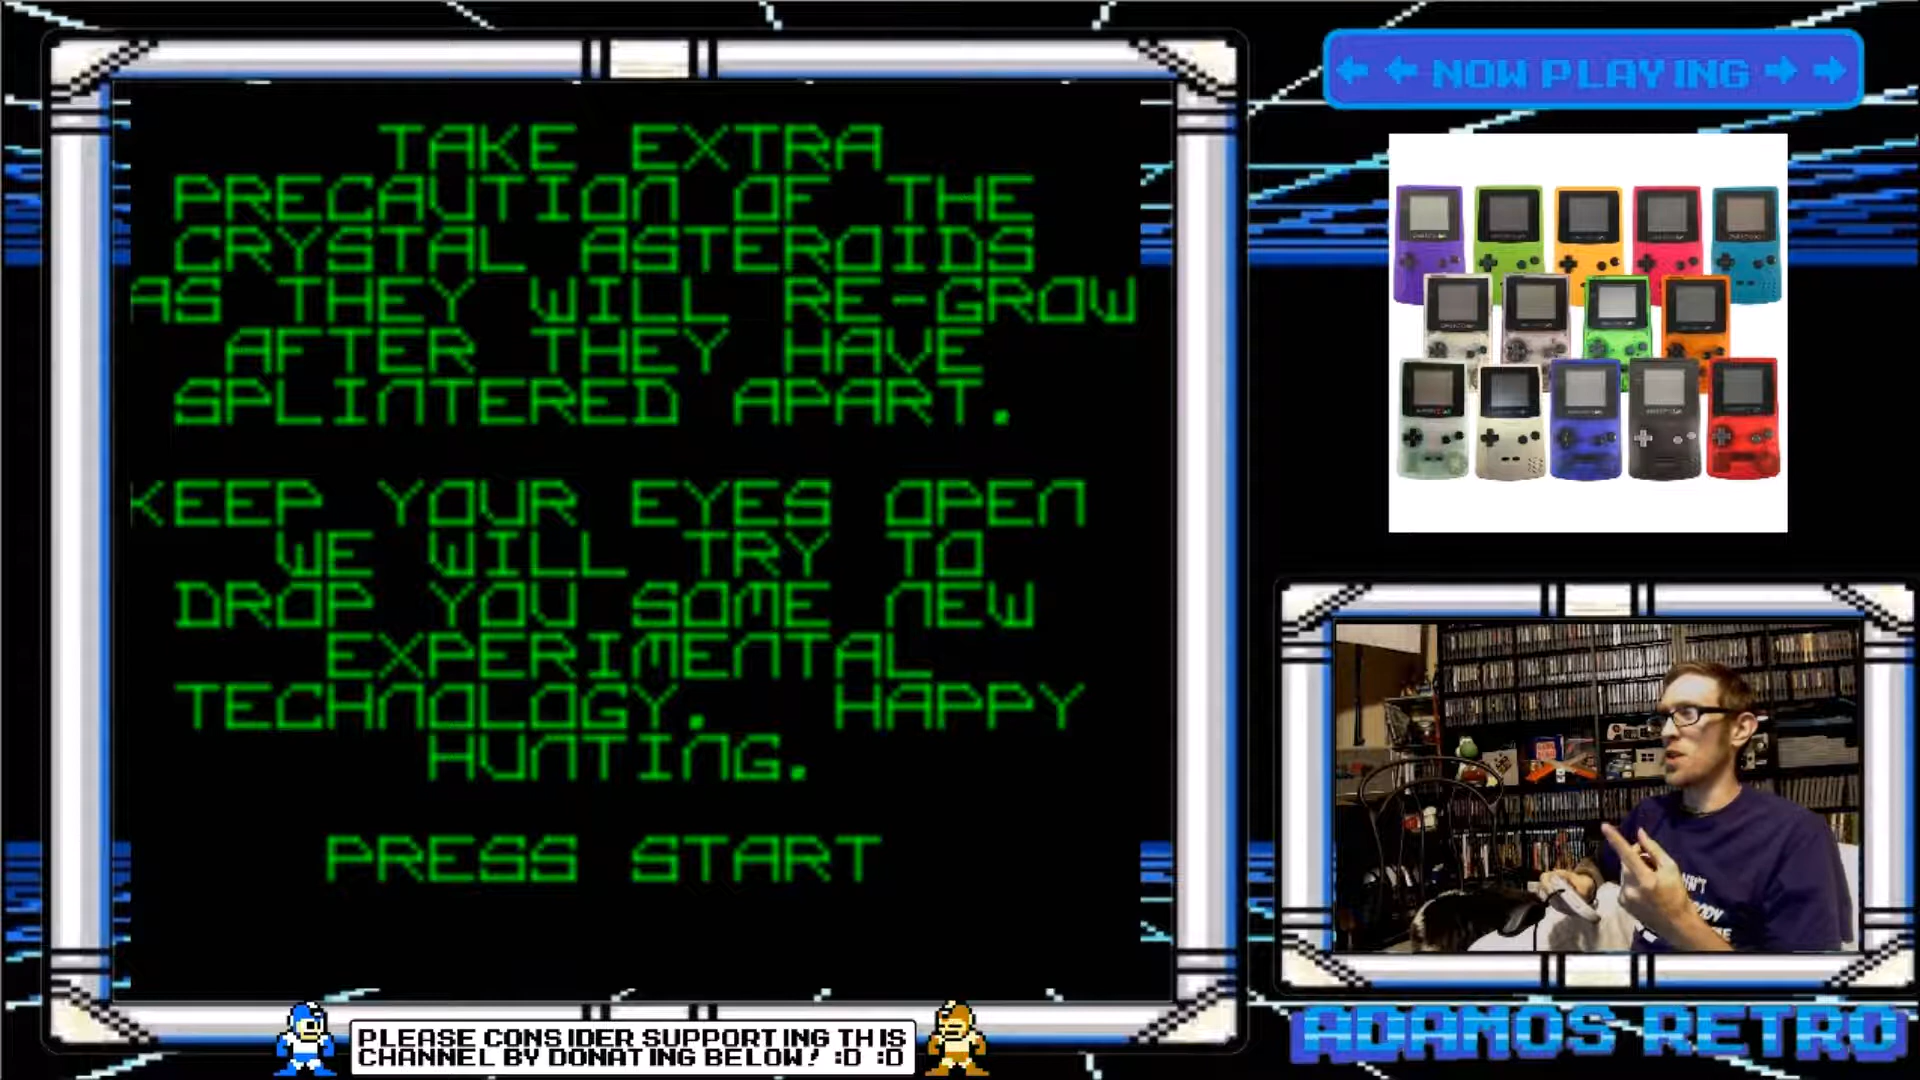 TAKE EXTRA
PRECAUTION OF THE
CRYSTAL ASTEROIDS
AS THEY WILL RE-GROW
AFTER THEY HAVE
SPLINTERED APART.
KEEP YOUR EYES OPEN
WE WILL TRY TO
DROP YOU SOME NEW
EXPERIMENTAL
TECHNOLOGY. HAPPY
HUNTING.
PRESS START
PLEASE CONSIDER SUPPORTING THIS
CHANNEL BY DONATING BELOW! :D :D
NOW PLAYING
ADAMOS RETRO